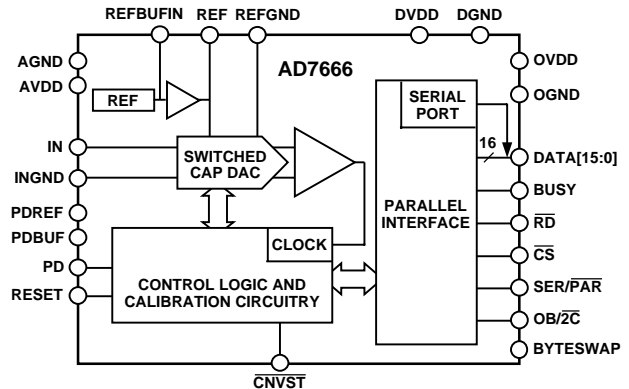 REFBUFIN REF REFGND DVDD DGND
AGND
AVDD
AD7666
OVDD
OGND
REF
SERIAL
PORT
16
IN
INGND
SWITCHED
CAP DAC
DATA[15:0]
BUSY
PARALLEL
INTERFACE
RD
CS
PDREF
PDBUF
PD
RESET
CLOCK
CONTROL LOGIC AND
CALIBRATION CIRCUITRY
SER/PAR
OB/2C
BYTESWAP
CNVST